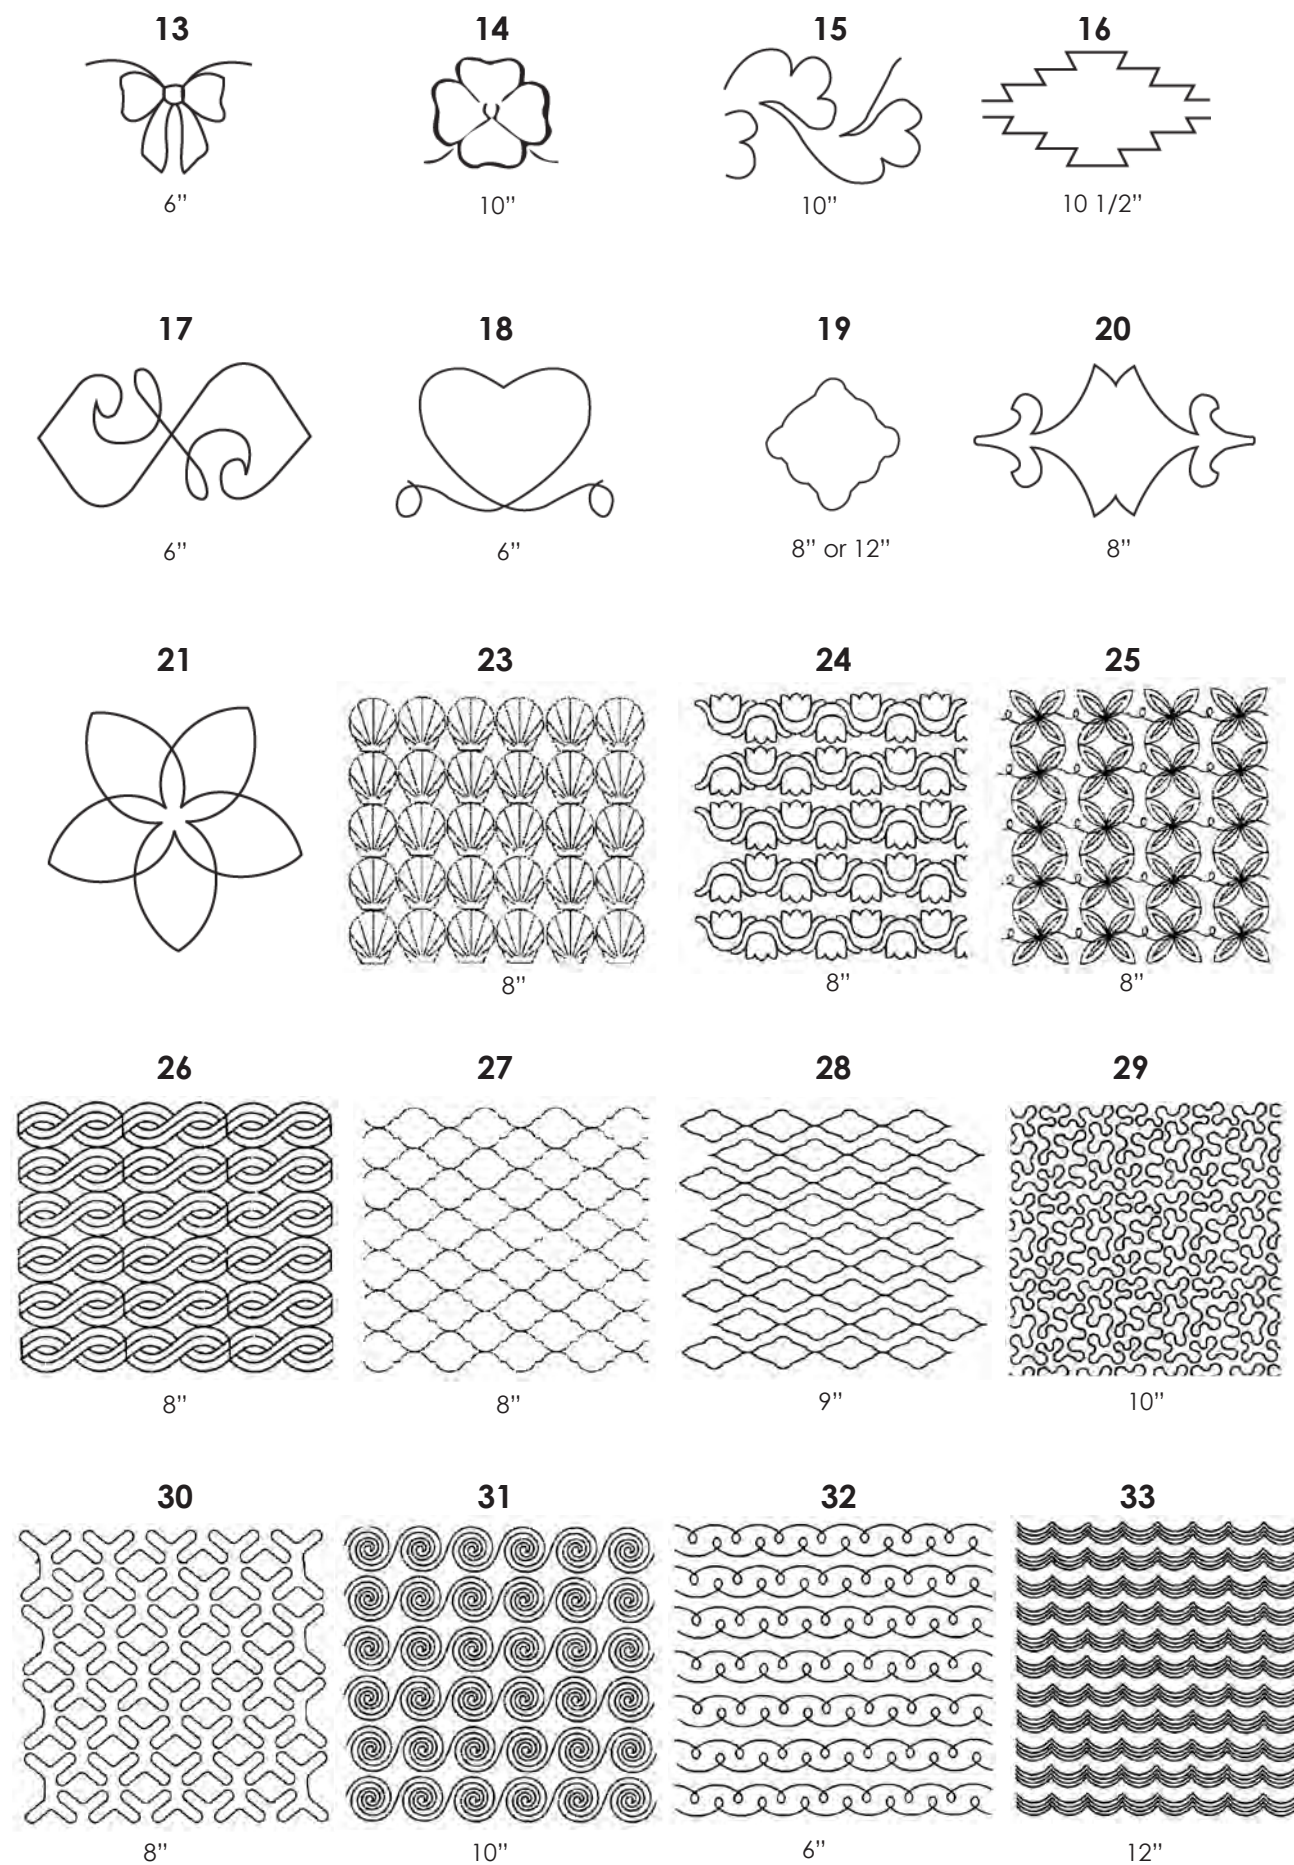 13 14 15 16
6” 10” 10” 10 1/2”
17 18 19 20
6” 6” 8” or 12” 8”
21 23 24 25
8” 8” 8”
26 27 28 29
8” 8” 9” 10”
30 31 32 33
8” 10” 6” 12”